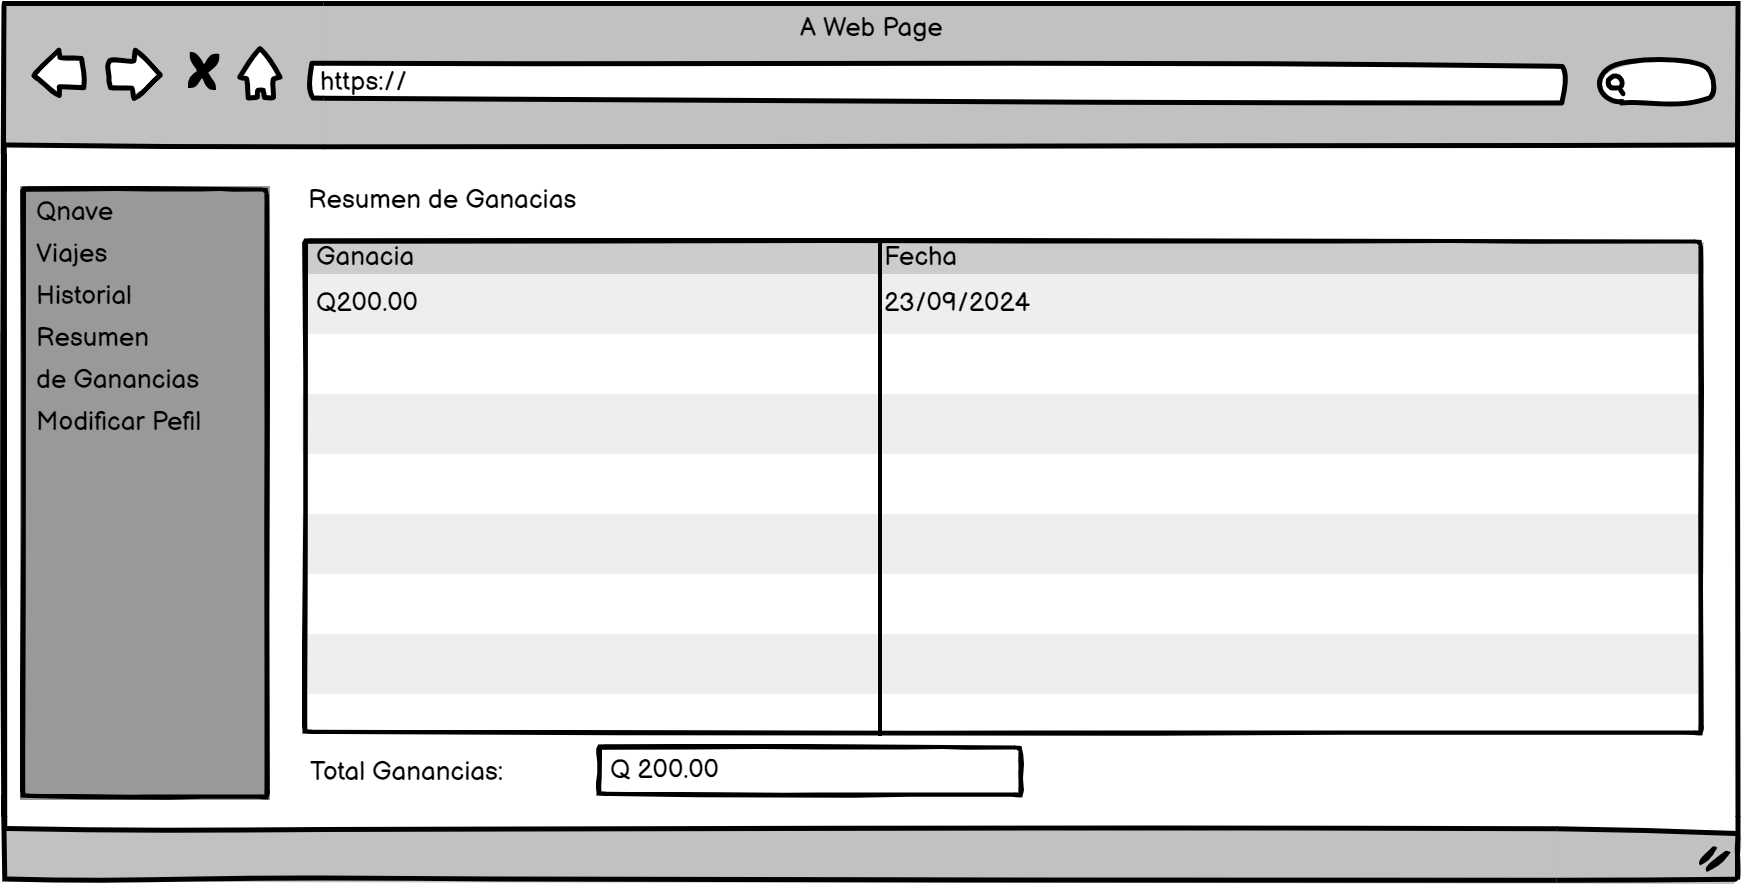 A Web Page
https://
Qnave
Viajes
Historial
Resumen
de Ganancias
Modificar Pefil
Resumen de Ganacias
Ganacia Fecha
Q200.00 23/09/2024
Total Ganancias: Q 200.00